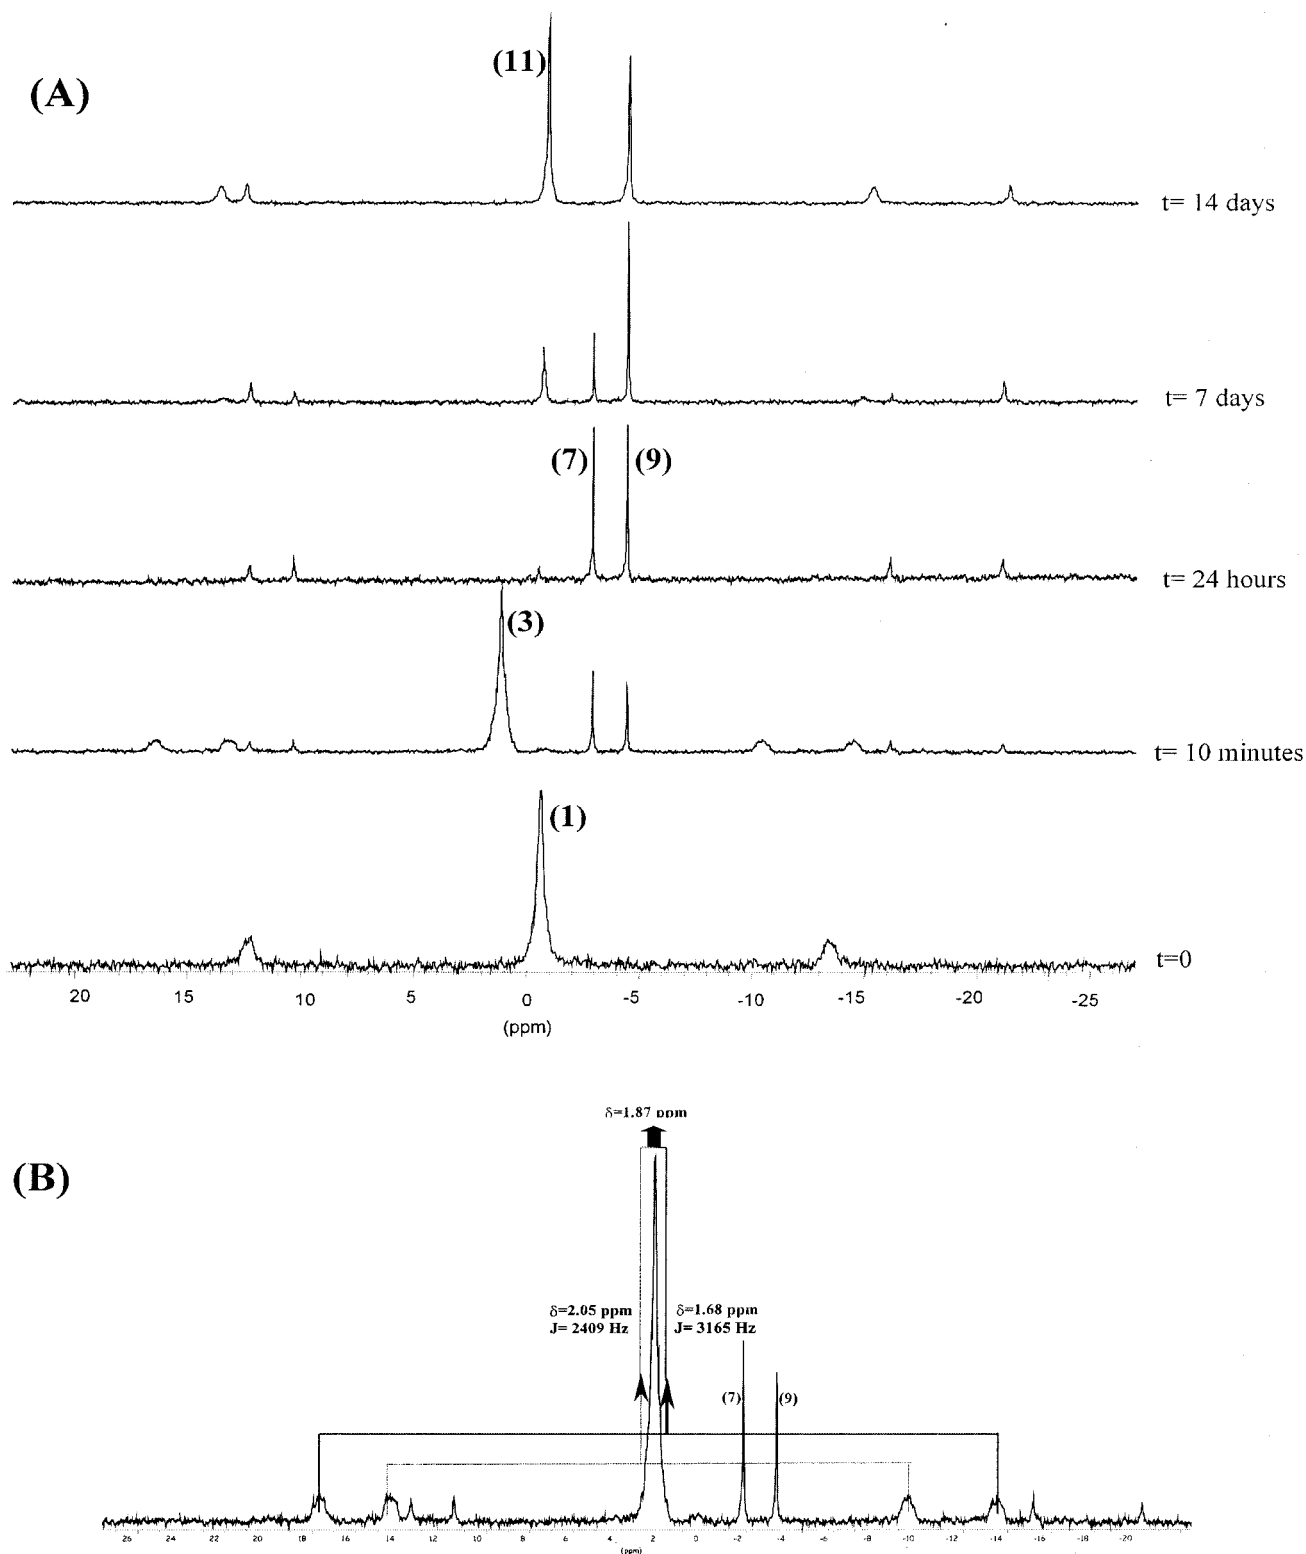 (11)
(A)
t= 14 days
t= 7 days
(7)
(9)
t= 24 hours
(3)
t= 10 minutes
(1)
t=0
20 15 10 5 0 -5 -10 -15 -20 -25
(ppm)
δ=1.87 ppm
(B)
δ=2.05 ppm δ=1.68 ppm
J= 2409 Hz J= 3165 Hz
(7) (9)
26 24 22 20 18 16 14 12 10 8 6 4 2 0 -2 -4 -6 -8 -10 -12 -14 -16 -18 -20
(ppm)